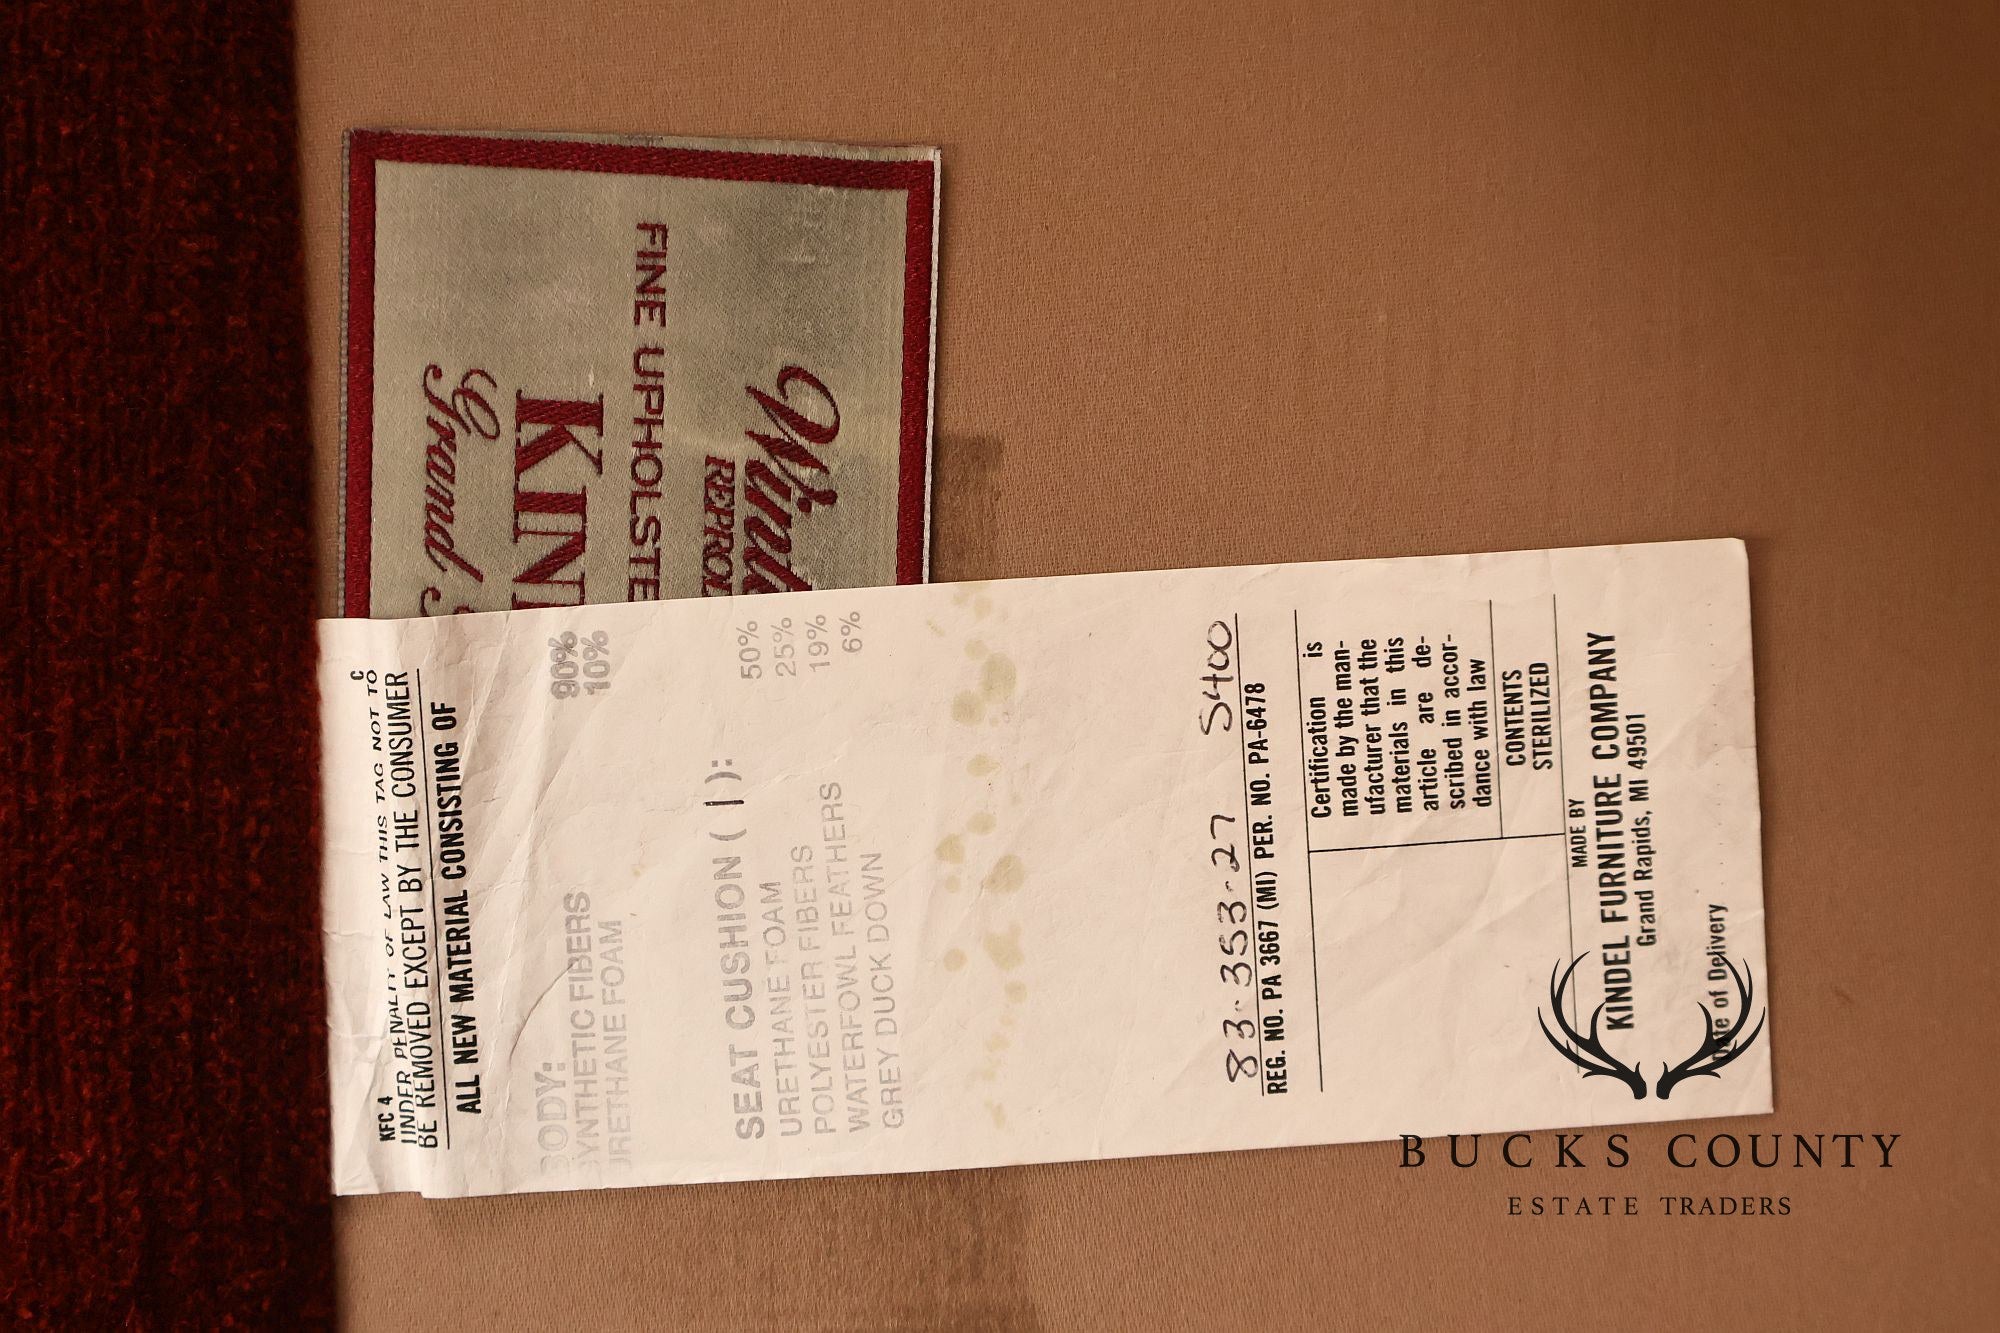 Wint
REPROD
FINE UPHOLSTE
KIN
Grand
KFC 4 C
UNDER PENALTY OF LAW THIS TAG NOT TO
BE REMOVED EXCEPT BY THE CONSUMER
ALL NEW MATERIAL CONSISTING OF
BODY:
SYNTHETIC FIBERS 90%
URETHANE FOAM 10%
SEAT CUSHION (1):
URETHANE FOAM 50%
POLYESTER FIBERS 25%
WATERFOWL FEATHERS 19%
GREY DUCK DOWN 6%
83-353-27 S400
REG. NO. PA 3667 (MI) PER. NO. PA-6478
Certification is
made by the man-
ufacturer that the
materials in this
article are de-
scribed in accor-
dance with law
CONTENTS
STERILIZED
MADE BY
KINDEL FURNITURE COMPANY
Grand Rapids, MI 49501
Date of Delivery
BUCKS COUNTY
ESTATE TRADERS